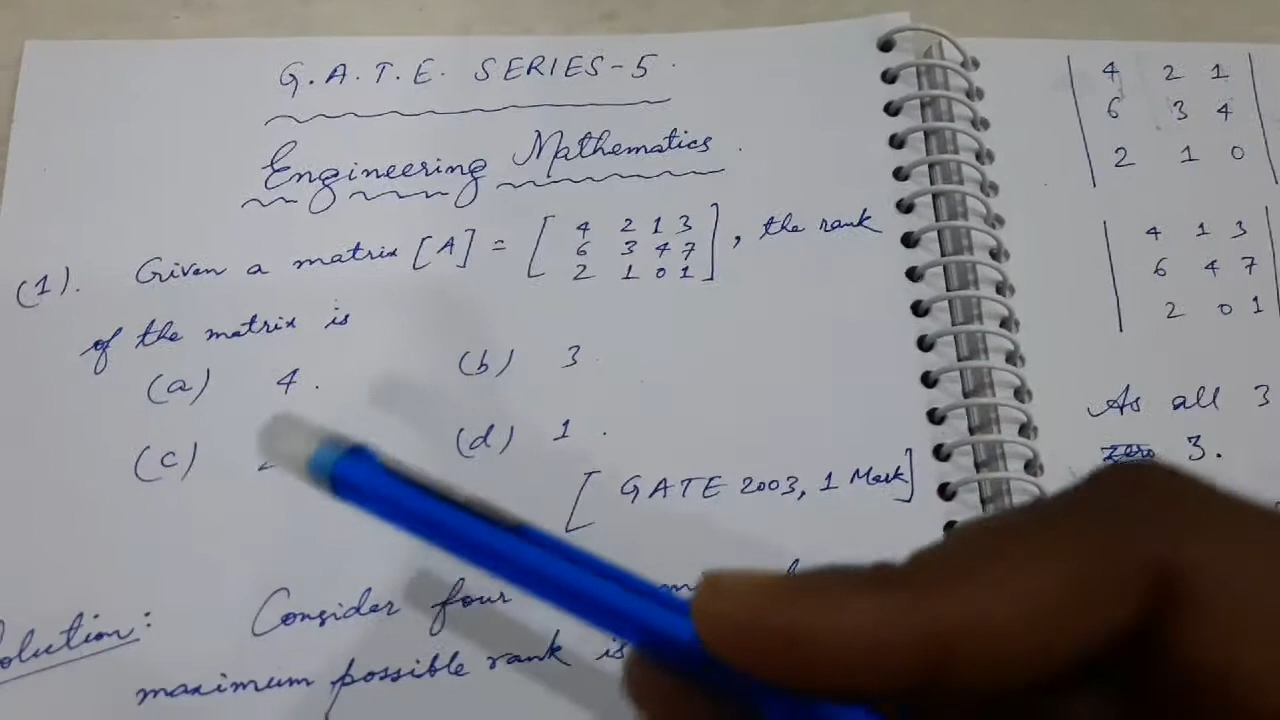 G.A.T.E. SERIES-5.
Engineering Mathematics.
(1). Given a matrix [A] = [ 4 2 1 3 ], the rank
6 3 4 7
2 1 0 1
of the matrix is
(a) 4. (b) 3.
(c) (d) 1.
[GATE 2003, 1 Mark]
Consider four
maximum possible rank is
4 2 1
6 3 4
2 1 0
4 1 3
6 4 7
2 0 1
As all 3
zero 3.